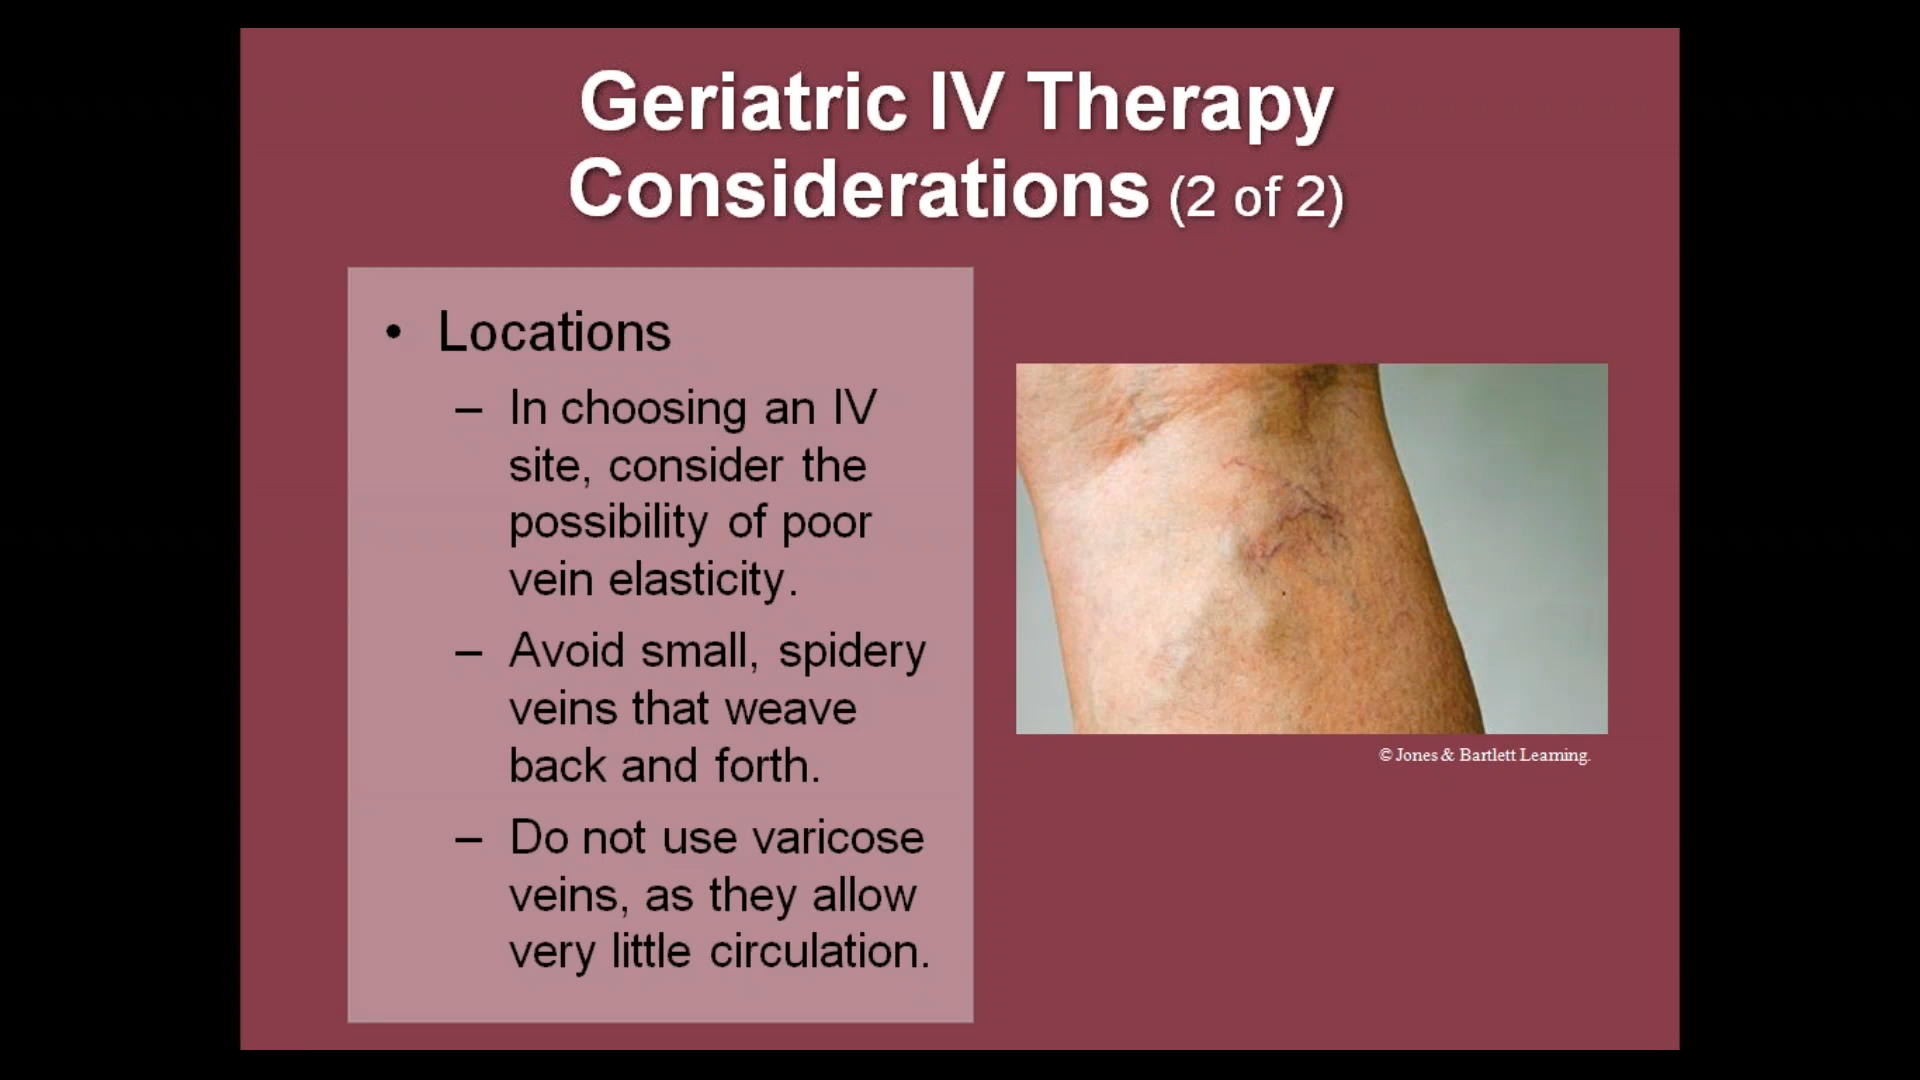 Geriatric IV Therapy
Considerations (2 of 2)
• Locations
– In choosing an IV
site, consider the
possibility of poor
vein elasticity.
– Avoid small, spidery
veins that weave
back and forth.
– Do not use varicose
veins, as they allow
very little circulation.
© Jones & Bartlett Learning.